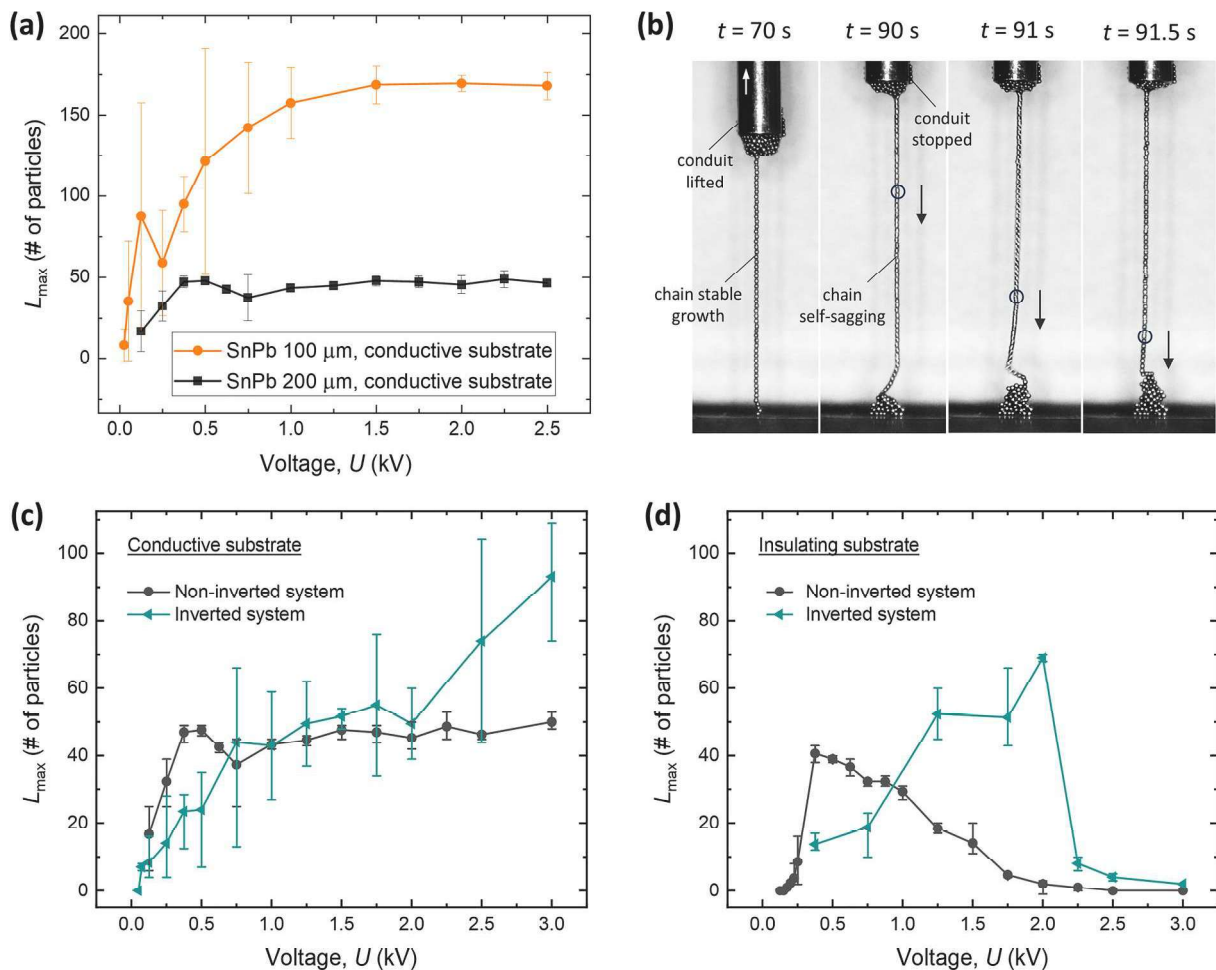 (a)
200
150
100
50
0
L_max (# of particles)
SnPb 100 μm, conductive substrate
SnPb 200 μm, conductive substrate
0.0 0.5 1.0 1.5 2.0 2.5
Voltage, U (kV)
(b)
t = 70 s t = 90 s t = 91 s t = 91.5 s
conduit
lifted
conduit
stopped
chain stable
growth
chain
self-sagging
(c)
100
80
60
40
20
0
L_max (# of particles)
Conductive substrate
Non-inverted system
Inverted system
0.0 0.5 1.0 1.5 2.0 2.5 3.0
Voltage, U (kV)
(d)
100
80
60
40
20
0
L_max (# of particles)
Insulating substrate
Non-inverted system
Inverted system
0.0 0.5 1.0 1.5 2.0 2.5 3.0
Voltage, U (kV)